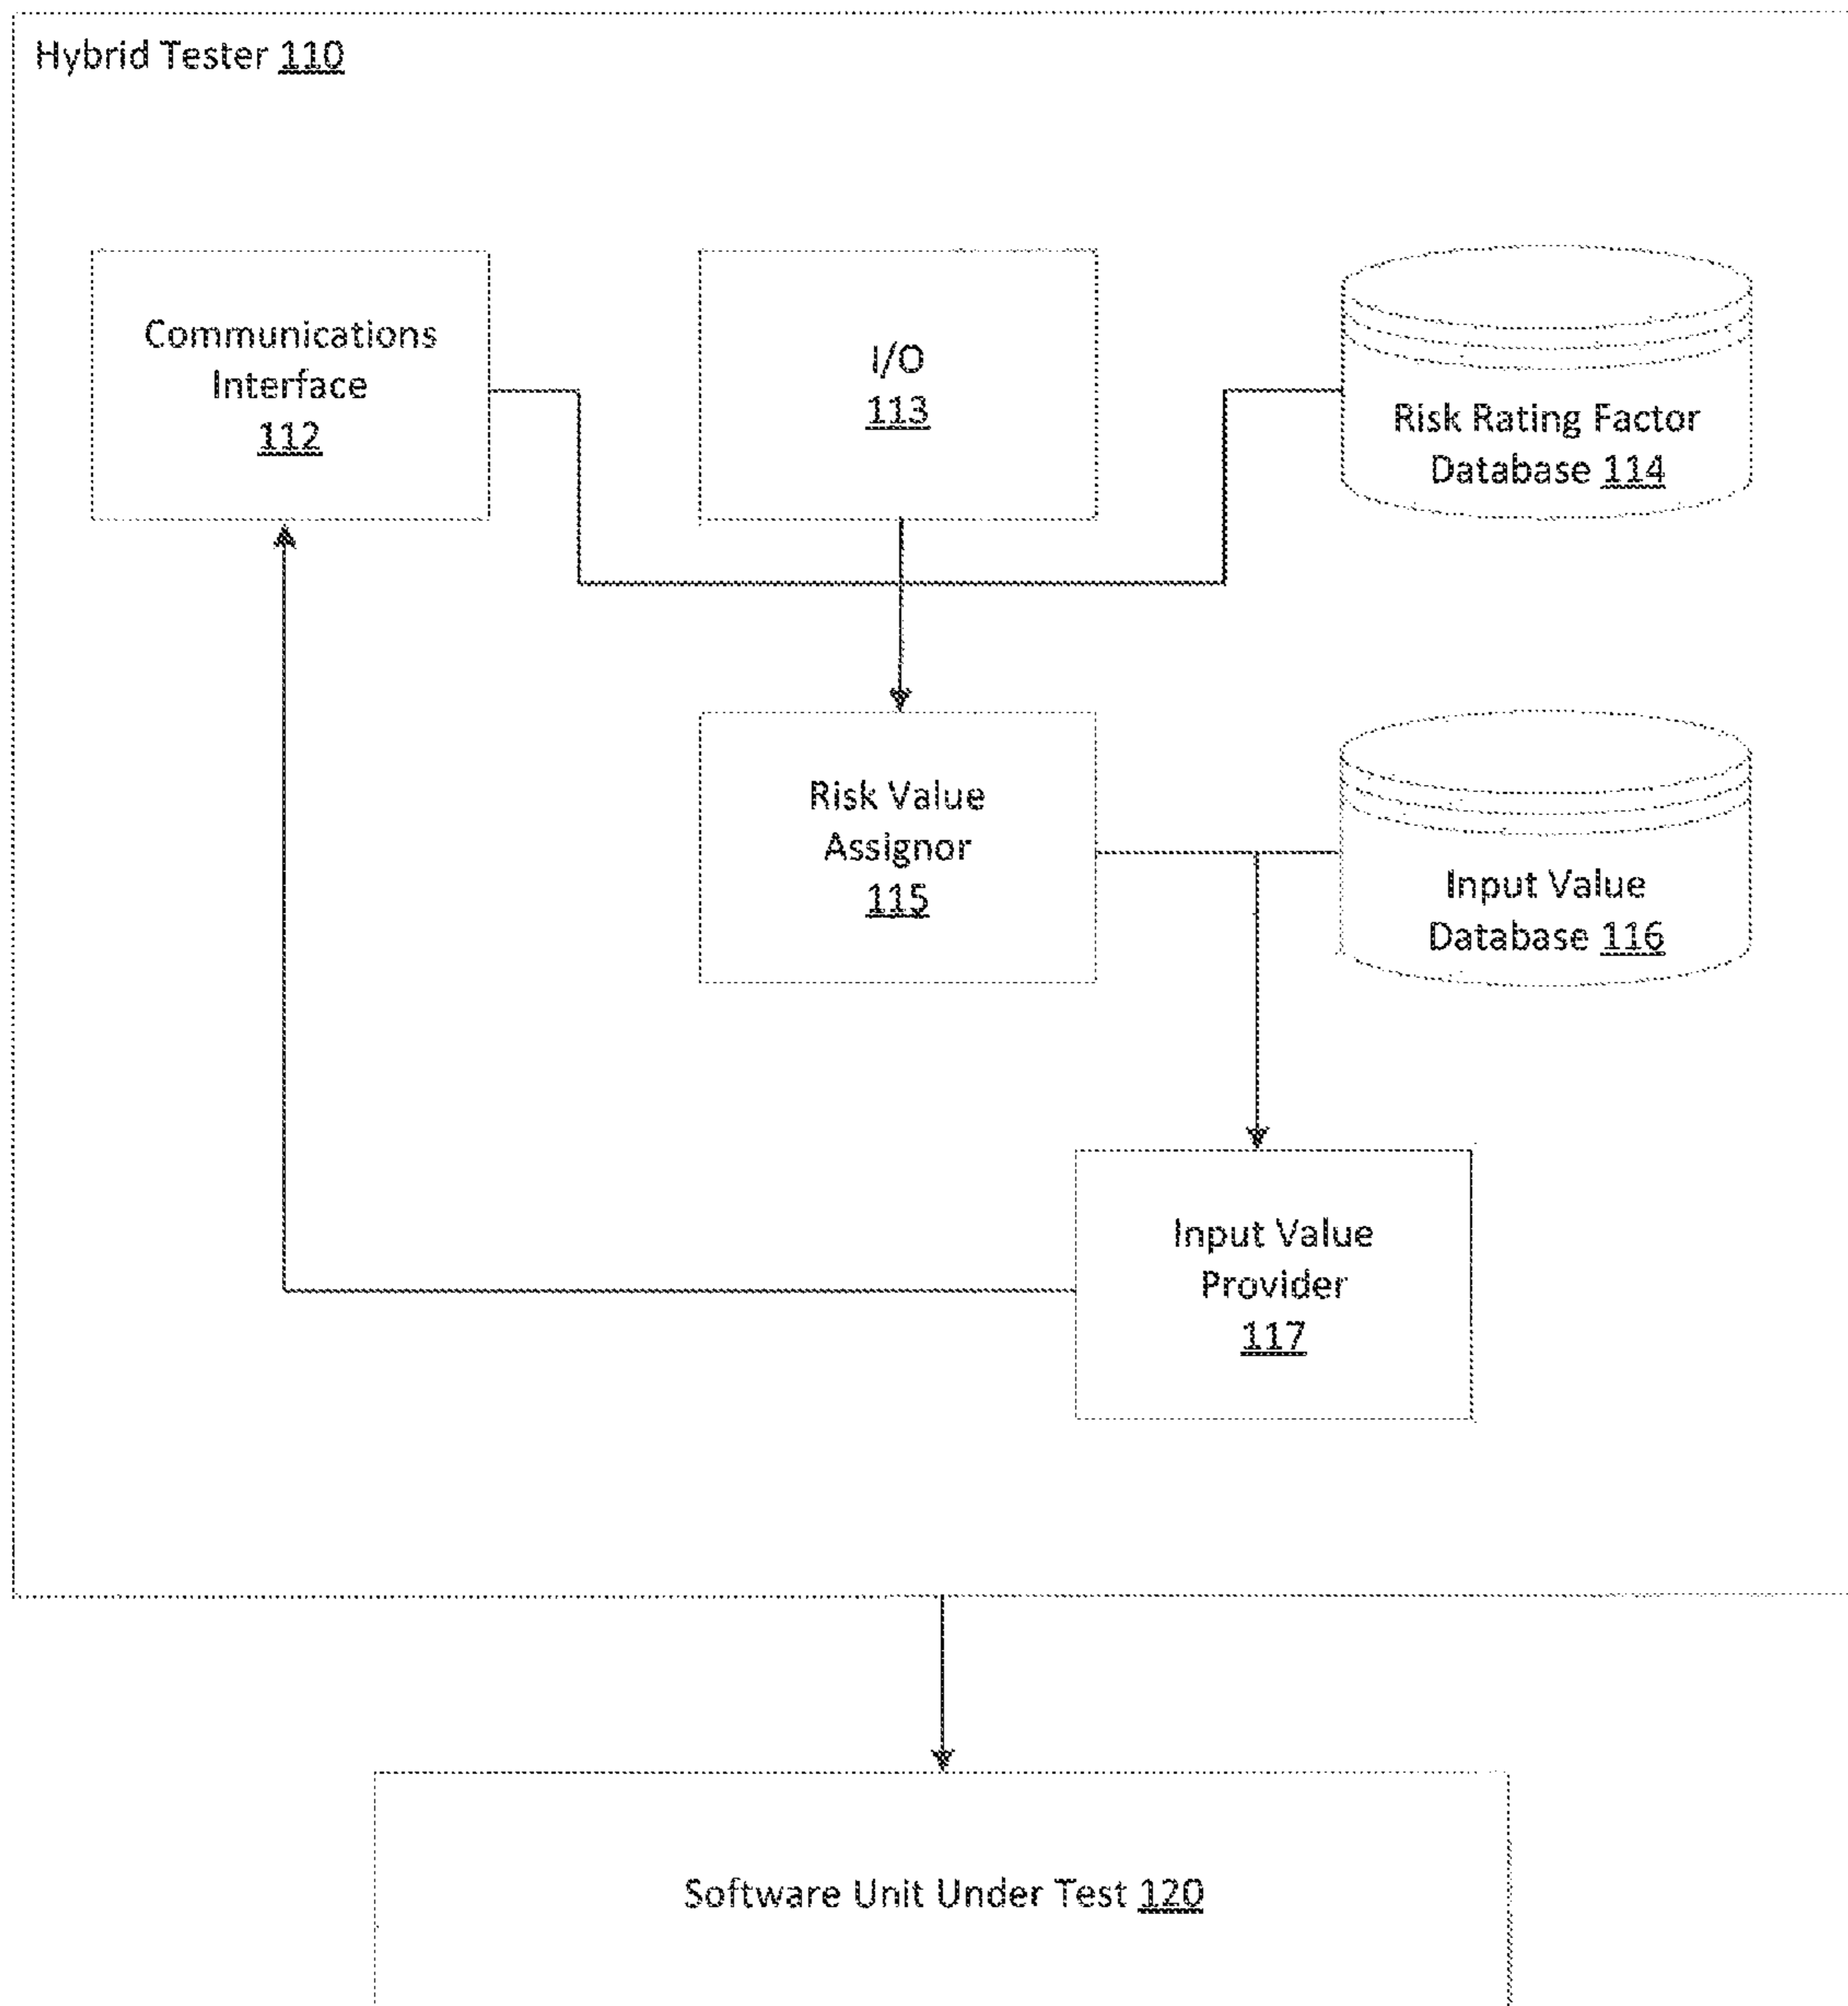 Hybrid Tester 110
Communications
Interface
112
I/O
113
Risk Rating Factor
Database 114
Risk Value
Assignor
115
Input Value
Database 116
Input Value
Provider
117
Software Unit Under Test 120